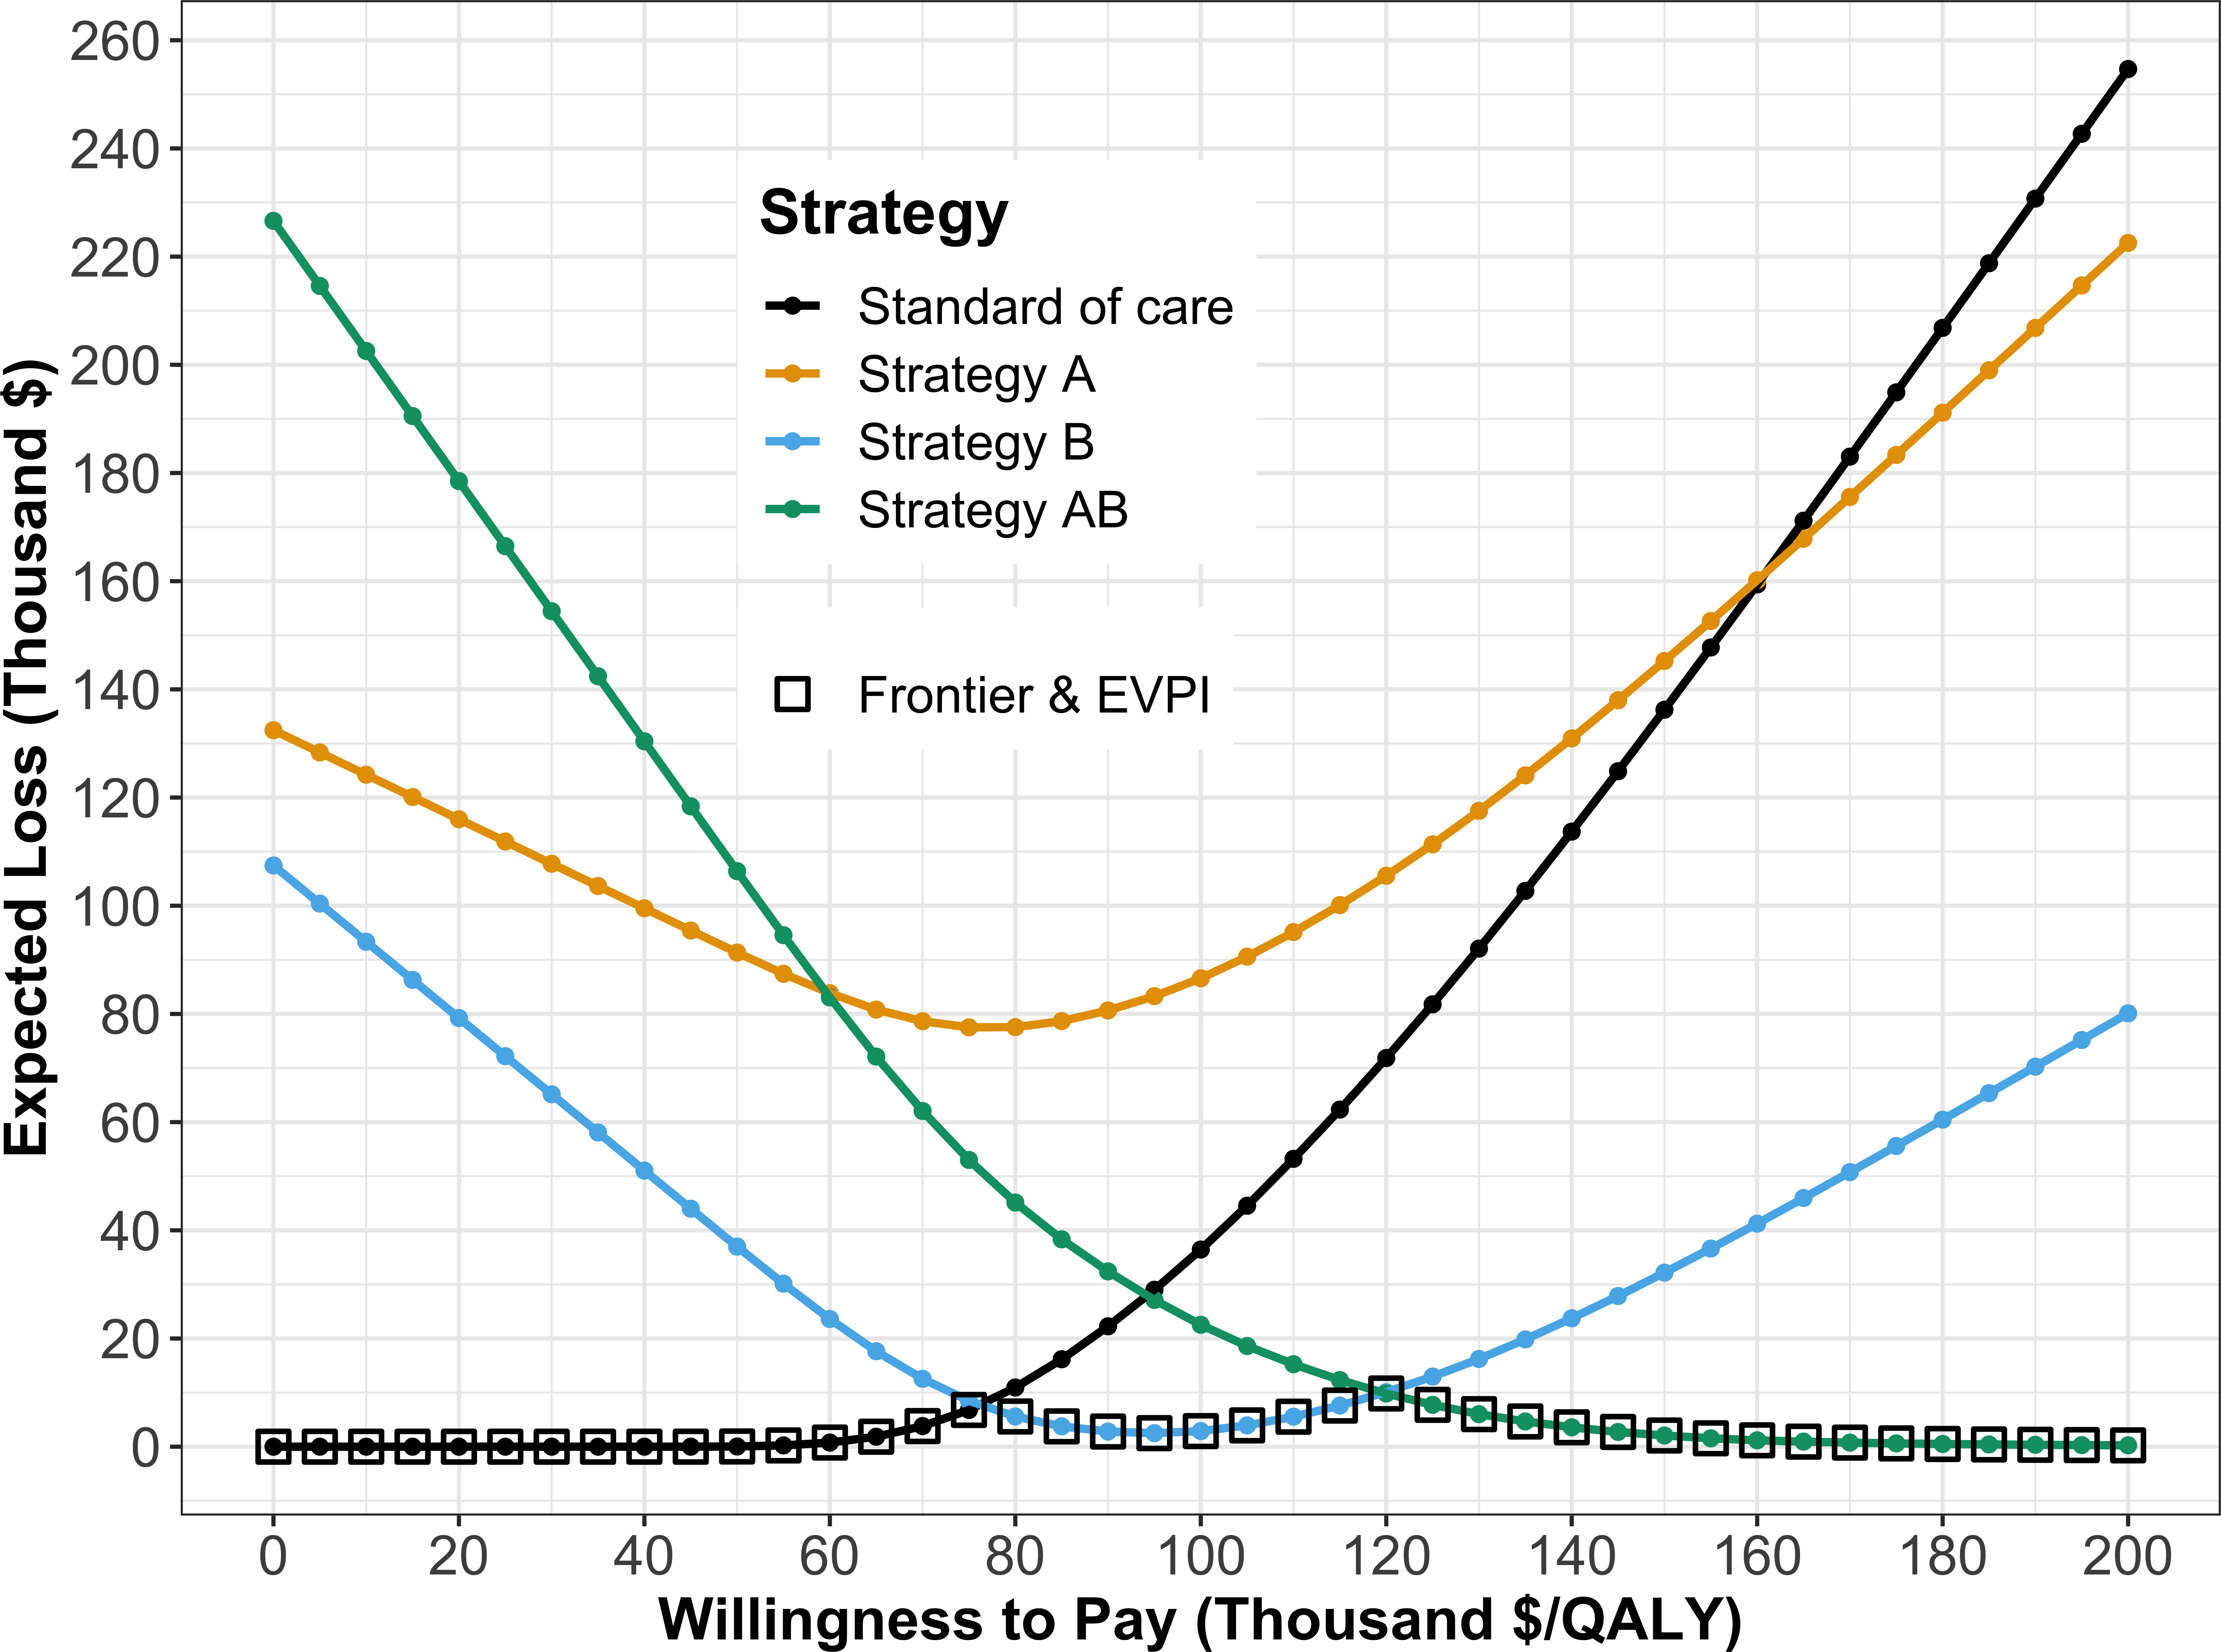 Expected Loss (Thousand $)
260
240
220
200
180
160
140
120
100
80
60
40
20
0
Strategy
Standard of care
Strategy A
Strategy B
Strategy AB
Frontier & EVPI
0 20 40 60 80 100 120 140 160 180 200
Willingness to Pay (Thousand $/QALY)